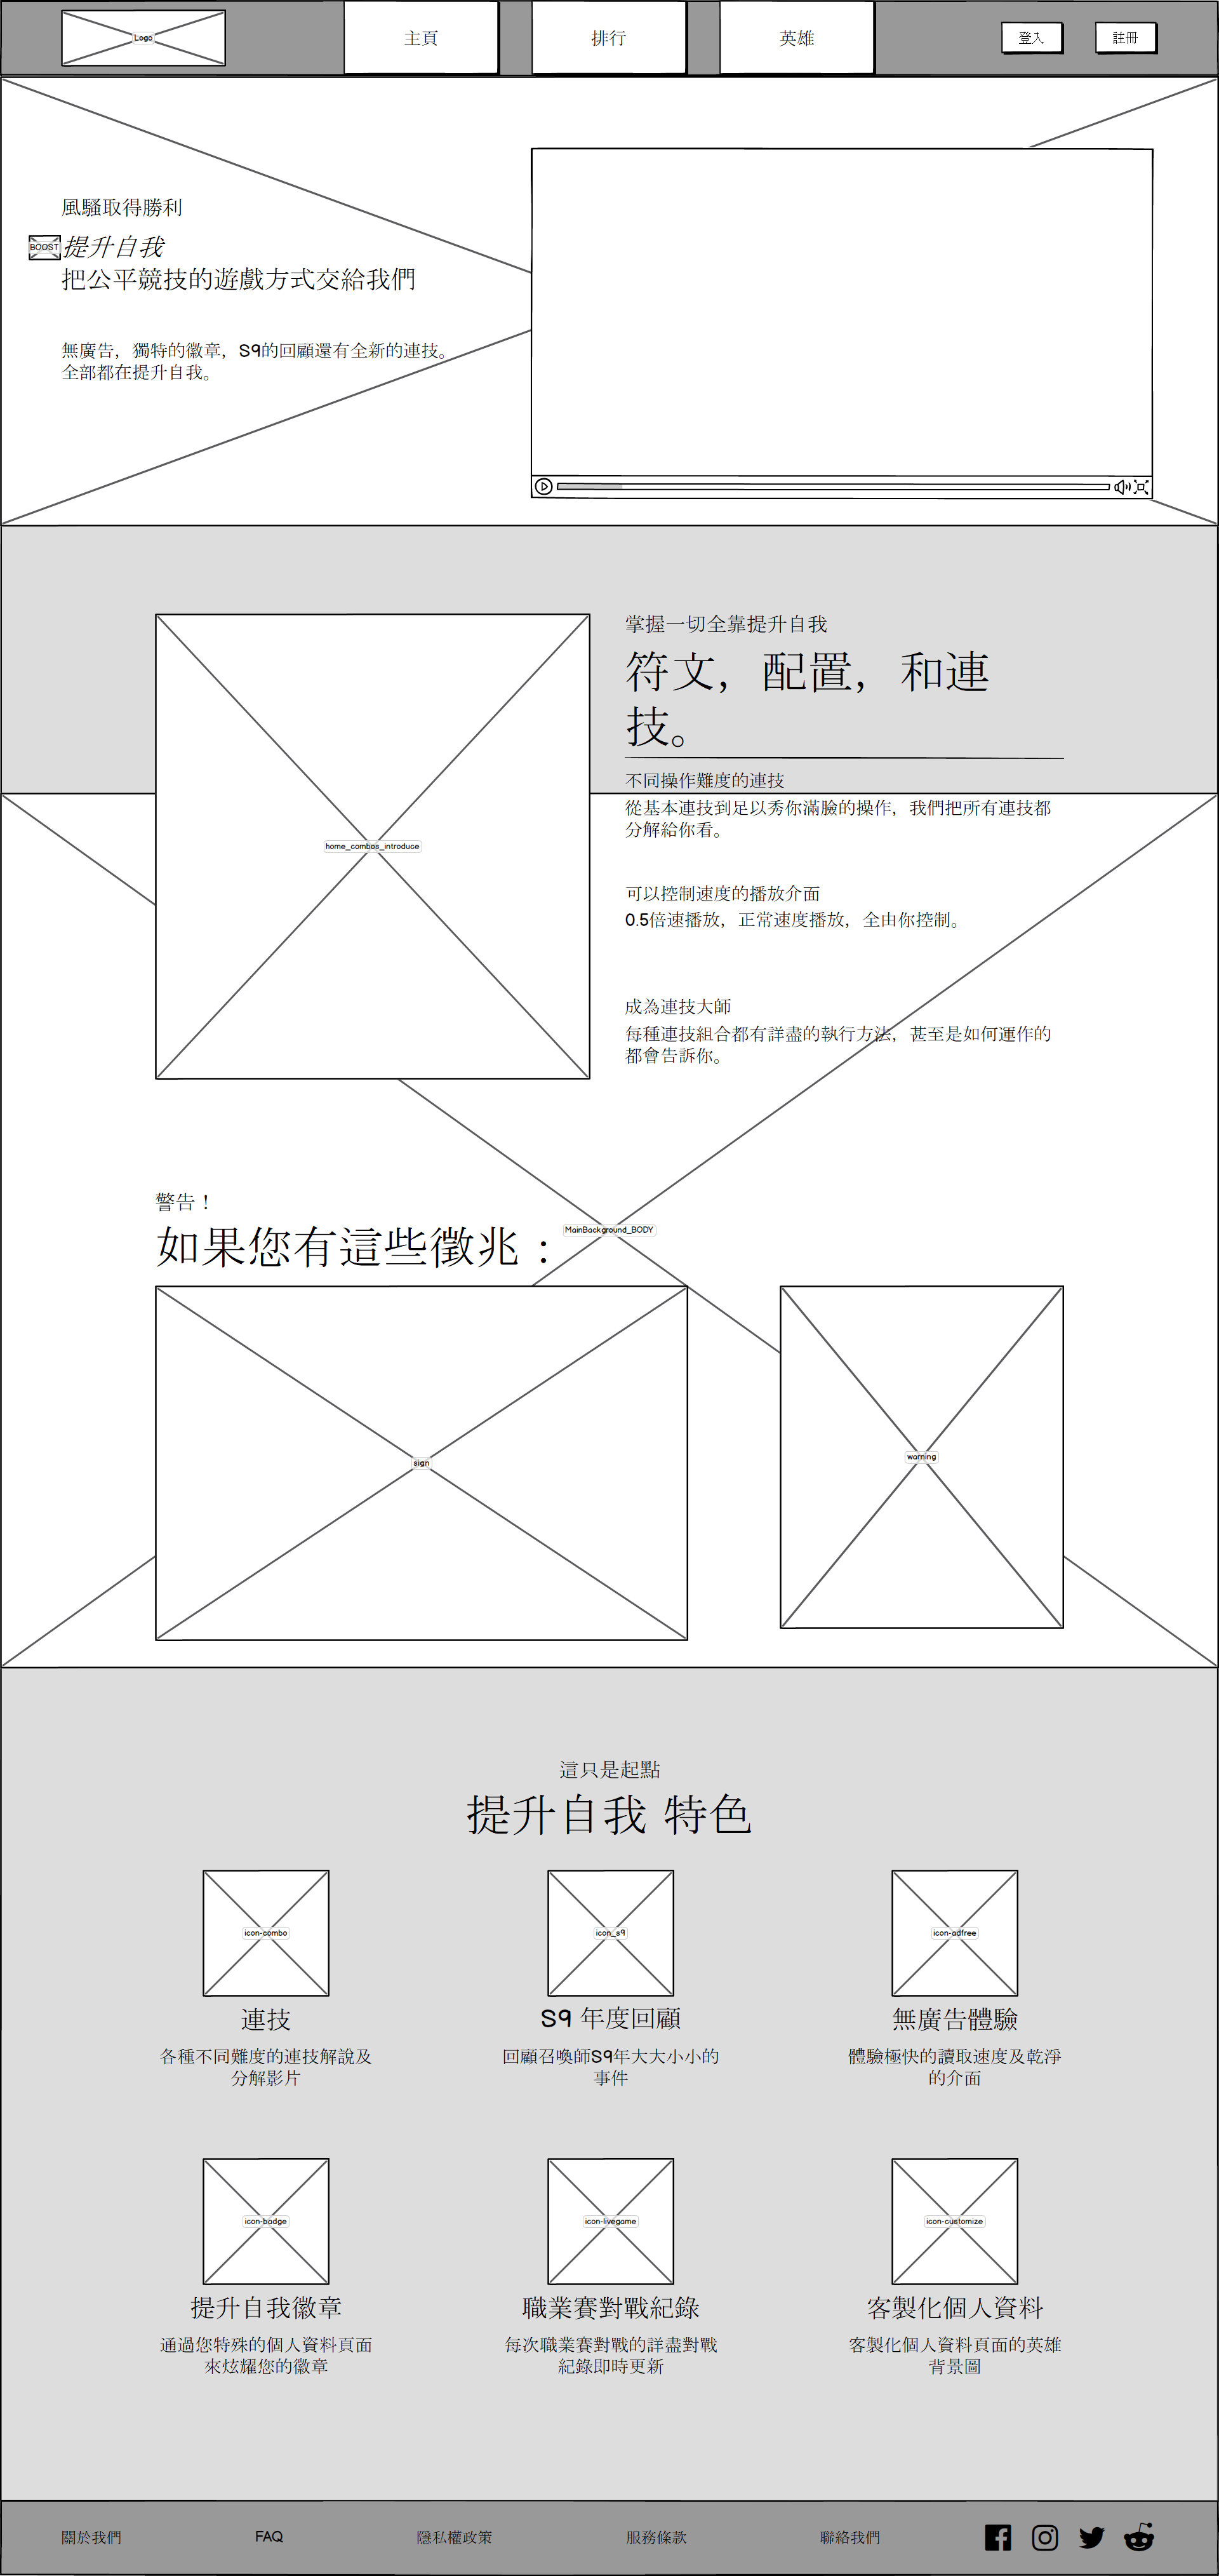 Logo
主頁
排行
英雄
登入
註冊
風騷取得勝利
BOOST
提升自我
把公平競技的遊戲方式交給我們
無廣告，獨特的徽章，S9的回顧還有全新的連技。
全部都在提升自我。
掌握一切全靠提升自我
符文，配置，和連
技。
不同操作難度的連技
從基本連技到足以秀你滿臉的操作，我們把所有連技都
分解給你看。
home_combos_introduce
可以控制速度的播放介面
0.5倍速播放，正常速度播放，全由你控制。
成為連技大師
每種連技組合都有詳盡的執行方法，甚至是如何運作的
都會告訴你。
警告！
如果您有這些徵兆：
MainBackground_BODY
sign
warning
這只是起點
提升自我 特色
icon-combo
icon_s9
icon-adfree
連技
S9 年度回顧
無廣告體驗
各種不同難度的連技解說及
分解影片
回顧召喚師S9年大大小小的
事件
體驗極快的讀取速度及乾淨
的介面
icon-badge
icon-livegame
icon-customize
提升自我徽章
職業賽對戰紀錄
客製化個人資料
通過您特殊的個人資料頁面
來炫耀您的徽章
每次職業賽對戰的詳盡對戰
紀錄即時更新
客製化個人資料頁面的英雄
背景圖
關於我們
FAQ
隱私權政策
服務條款
聯絡我們